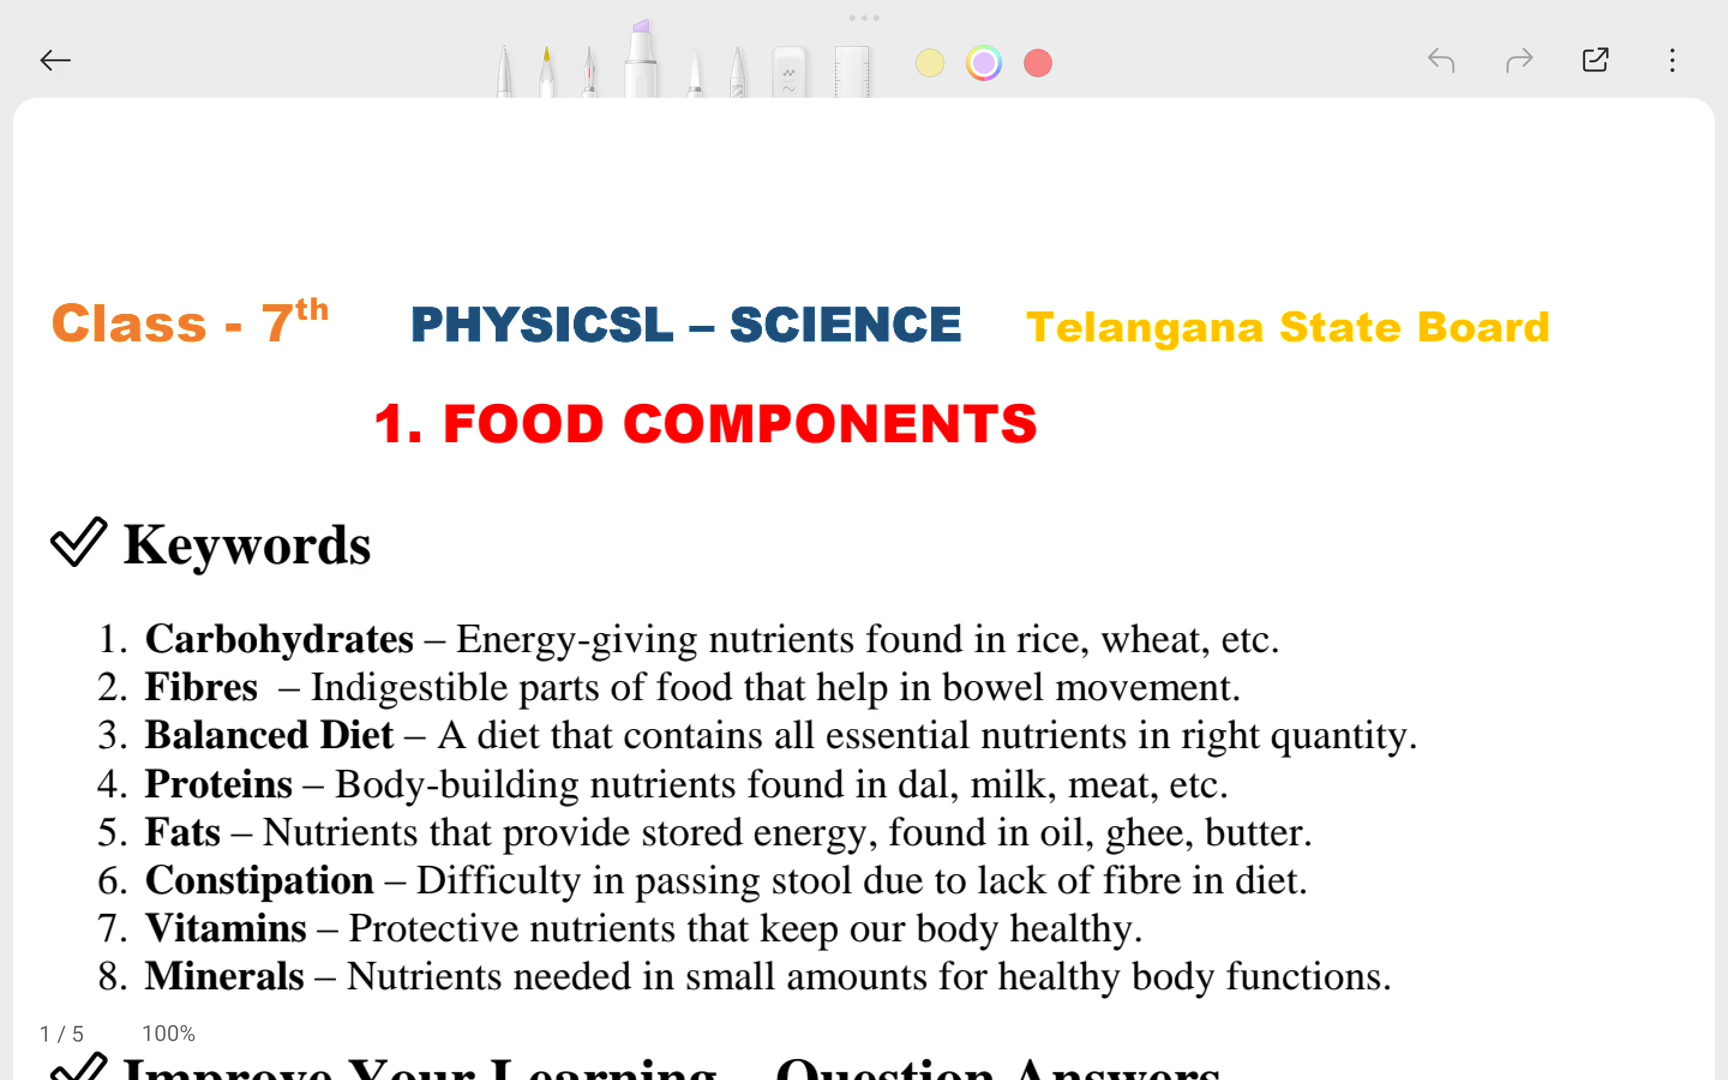 Class - 7th PHYSICSL – SCIENCE Telangana State Board
1. FOOD COMPONENTS
Keywords
1. Carbohydrates – Energy-giving nutrients found in rice, wheat, etc.
2. Fibres – Indigestible parts of food that help in bowel movement.
3. Balanced Diet – A diet that contains all essential nutrients in right quantity.
4. Proteins – Body-building nutrients found in dal, milk, meat, etc.
5. Fats – Nutrients that provide stored energy, found in oil, ghee, butter.
6. Constipation – Difficulty in passing stool due to lack of fibre in diet.
7. Vitamins – Protective nutrients that keep our body healthy.
8. Minerals – Nutrients needed in small amounts for healthy body functions.
1 / 5 100%
Improve Your Learning – Question Answers